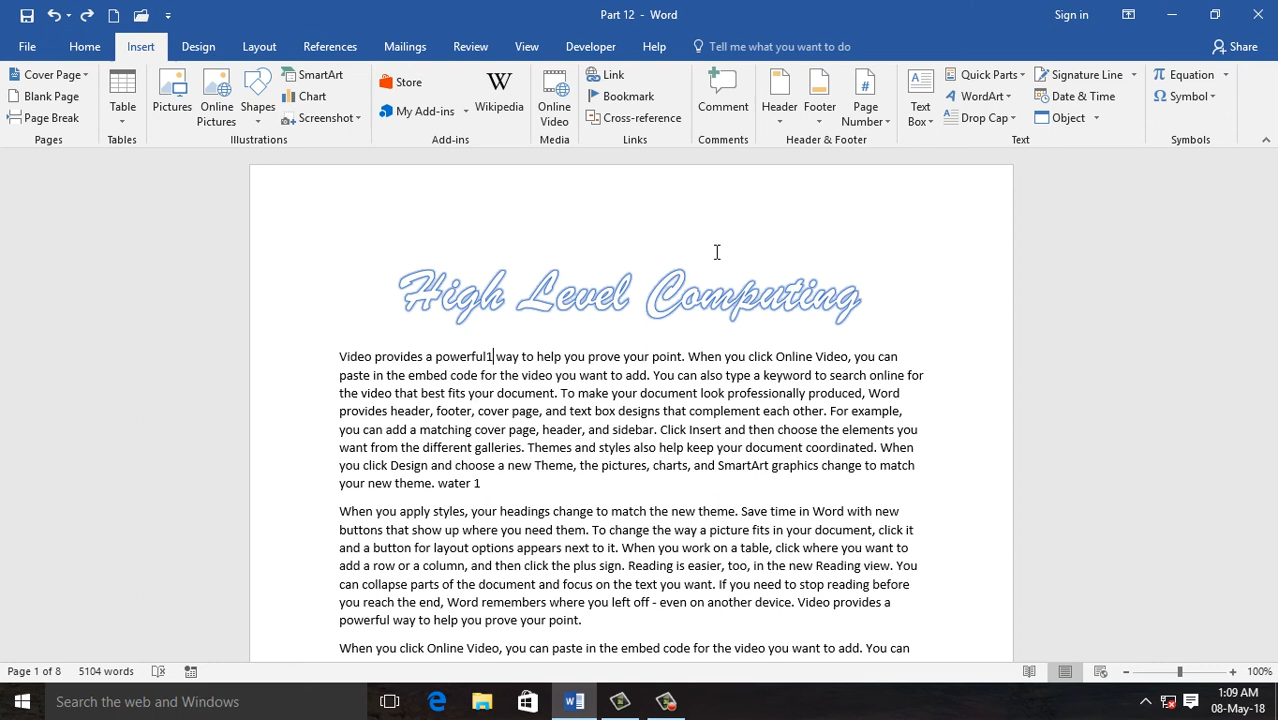 Part 12 - Word
Sign in
File Home Insert Design Layout References Mailings Review View Developer Help Tell me what you want to do Share
Cover Page
Blank Page
Page Break
Pages
Table
Tables
Pictures
Online Pictures
Shapes
SmartArt
Chart
Screenshot
Illustrations
Store
My Add-ins
Wikipedia
Add-ins
Online Video
Media
Link
Bookmark
Cross-reference
Links
Comment
Comments
Header
Footer
Page Number
Header & Footer
Text Box
Quick Parts
WordArt
Drop Cap
Signature Line
Date & Time
Object
Text
Equation
Symbol
Symbols
High Level Computing
Video provides a powerful1 way to help you prove your point. When you click Online Video, you can
paste in the embed code for the video you want to add. You can also type a keyword to search online for
the video that best fits your document. To make your document look professionally produced, Word
provides header, footer, cover page, and text box designs that complement each other. For example,
you can add a matching cover page, header, and sidebar. Click Insert and then choose the elements you
want from the different galleries. Themes and styles also help keep your document coordinated. When
you click Design and choose a new Theme, the pictures, charts, and SmartArt graphics change to match
your new theme. water 1
When you apply styles, your headings change to match the new theme. Save time in Word with new
buttons that show up where you need them. To change the way a picture fits in your document, click it
and a button for layout options appears next to it. When you work on a table, click where you want to
add a row or a column, and then click the plus sign. Reading is easier, too, in the new Reading view. You
can collapse parts of the document and focus on the text you want. If you need to stop reading before
you reach the end, Word remembers where you left off - even on another device. Video provides a
powerful way to help you prove your point.
When you click Online Video, you can paste in the embed code for the video you want to add. You can
Page 1 of 8 5104 words
100%
Search the web and Windows
1:09 AM
08-May-18